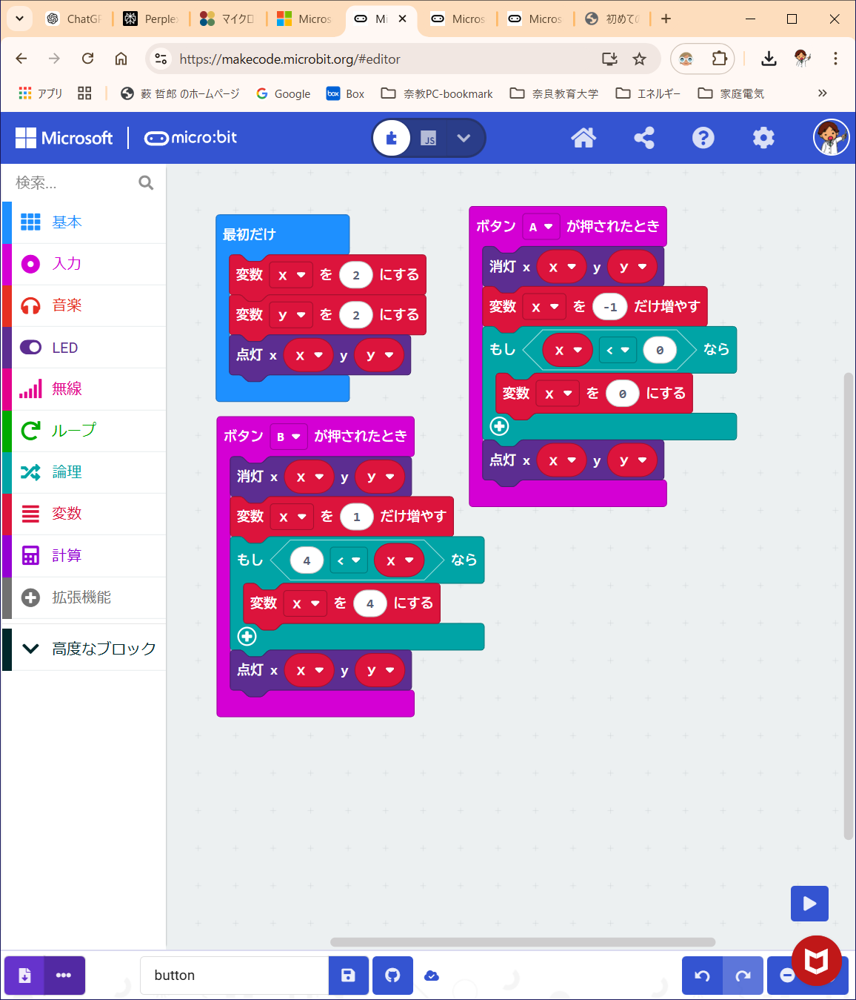 ChatGP
Perplex
マイクロ
Micros
Mi
Micros
Micros
初めての
https://makecode.microbit.org/#editor
アプリ
薮 哲郎 のホームページ
Google
box
Box
奈教PC-bookmark
奈良教育大学
エネルギー
家庭電気
Microsoft
micro:bit
JS
検索...
基本
入力
音楽
LED
無線
ループ
論理
変数
計算
拡張機能
高度なブロック
最初だけ
変数 x を 2 にする
変数 y を 2 にする
点灯 x x y y
ボタン B が押されたとき
消灯 x x y y
変数 x を 1 だけ増やす
もし 4 < x なら
変数 x を 4 にする
点灯 x x y y
ボタン A が押されたとき
消灯 x x y y
変数 x を -1 だけ増やす
もし x < 0 なら
変数 x を 0 にする
点灯 x x y y
button